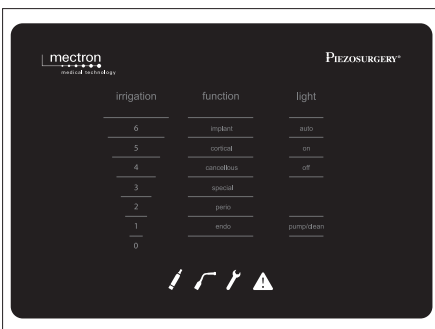 mectron
medical technology
PIEZOSURGERY®
irrigation function light
6 implant auto
5 cortical on
4 cancellous off
3 special
2 perio
1 endo pump/clean
0